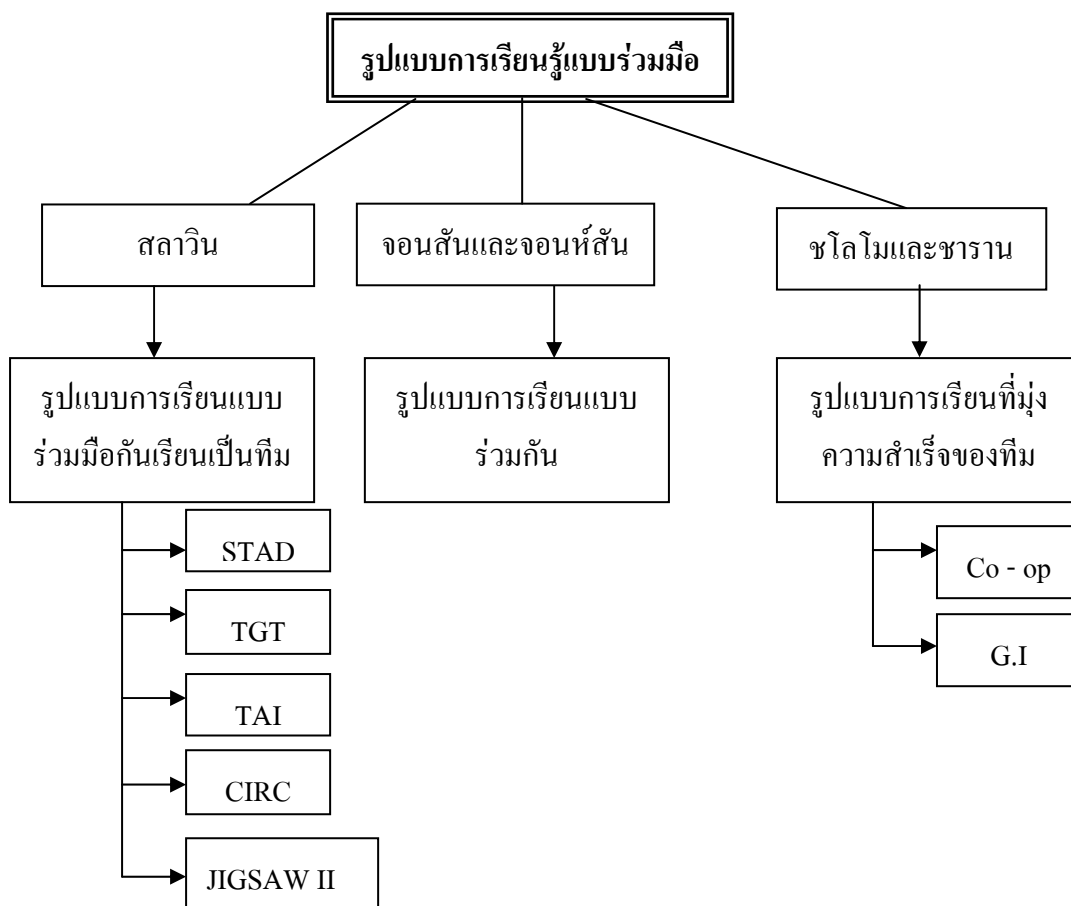 รูปแบบการเรียนรู้แบบร่วมมือ
สลาวิน
จอนสันและจอนห์สัน
ชโลโมและชาราน
รูปแบบการเรียนแบบ
ร่วมมือกันเรียนเป็นทีม
รูปแบบการเรียนแบบ
ร่วมกัน
รูปแบบการเรียนที่มุ่ง
ความสำเร็จของทีม
STAD
TGT
TAI
CIRC
JIGSAW II
Co - op
G.I